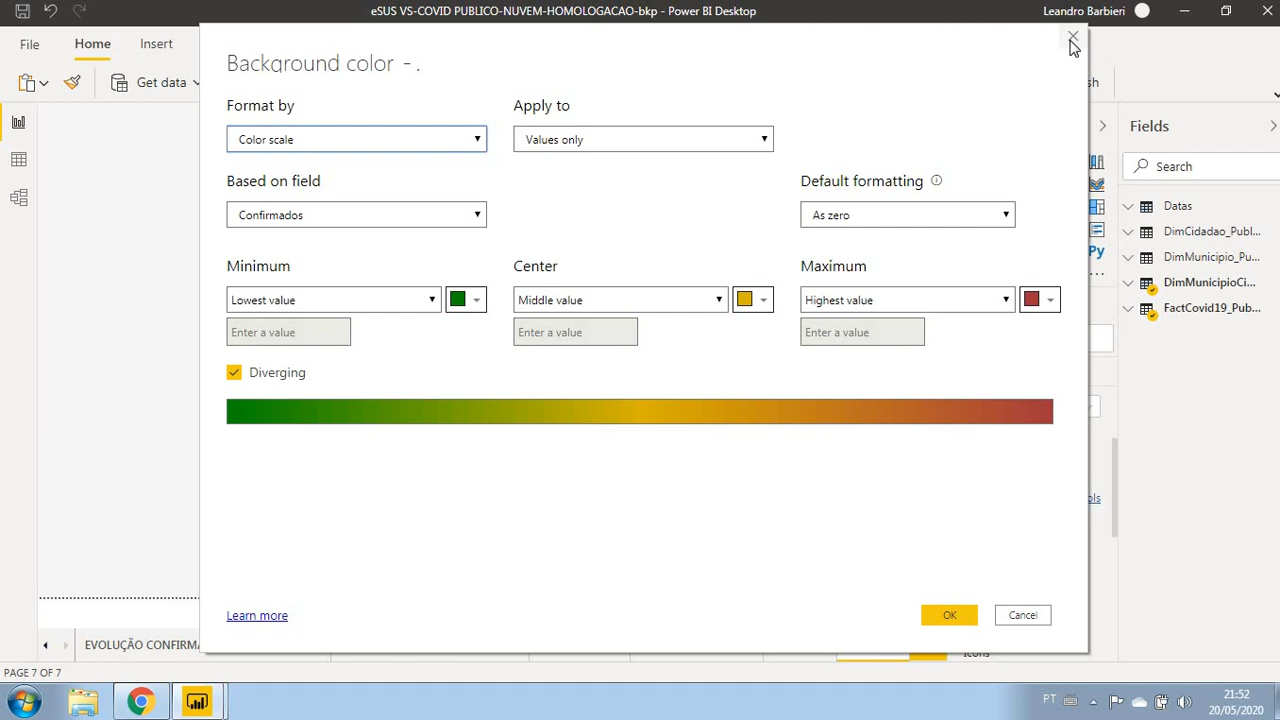 eSUS VS-COVID PUBLICO-NUVEM-HOMOLOGACAO-bkp - Power BI Desktop
Leandro Barbieri
File
Home
Insert
Get data
Background color - .
Format by
Apply to
Color scale
Values only
Based on field
Default formatting
Confirmados
As zero
Minimum
Center
Maximum
Lowest value
Middle value
Highest value
Enter a value
Enter a value
Enter a value
Diverging
Learn more
OK
Cancel
Fields
Search
Datas
DimCidadao_Publ...
DimMunicipio_Pu...
DimMunicipioCi...
FactCovid19_Pub...
Py
EVOLUÇÃO CONFIRMA
PAGE 7 OF 7
PT
21:52
20/05/2020